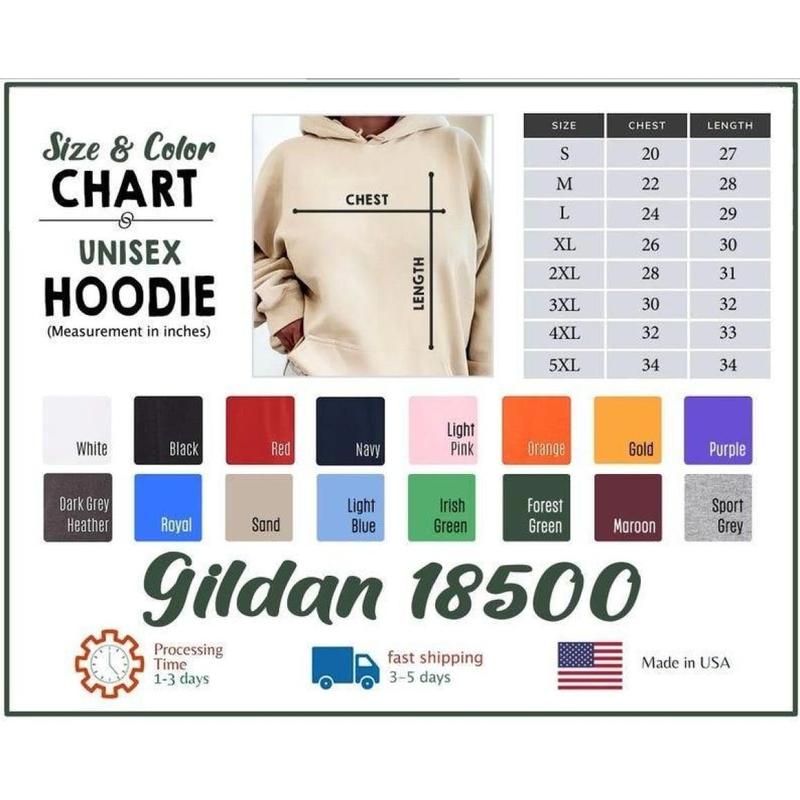 Size & Color
CHART
UNISEX
HOODIE
(Measurement in inches)
CHEST
LENGTH
SIZE CHEST LENGTH
S 20 27
M 22 28
L 24 29
XL 26 30
2XL 28 31
3XL 30 32
4XL 32 33
5XL 34 34
White
Black
Red
Navy
Light
Pink
Orange
Gold
Purple
Dark Grey
Heather
Royal
Sand
Light
Blue
Irish
Green
Forest
Green
Maroon
Sport
Grey
Gildan 18500
Processing
Time
1-3 days
fast shipping
3-5 days
Made in USA